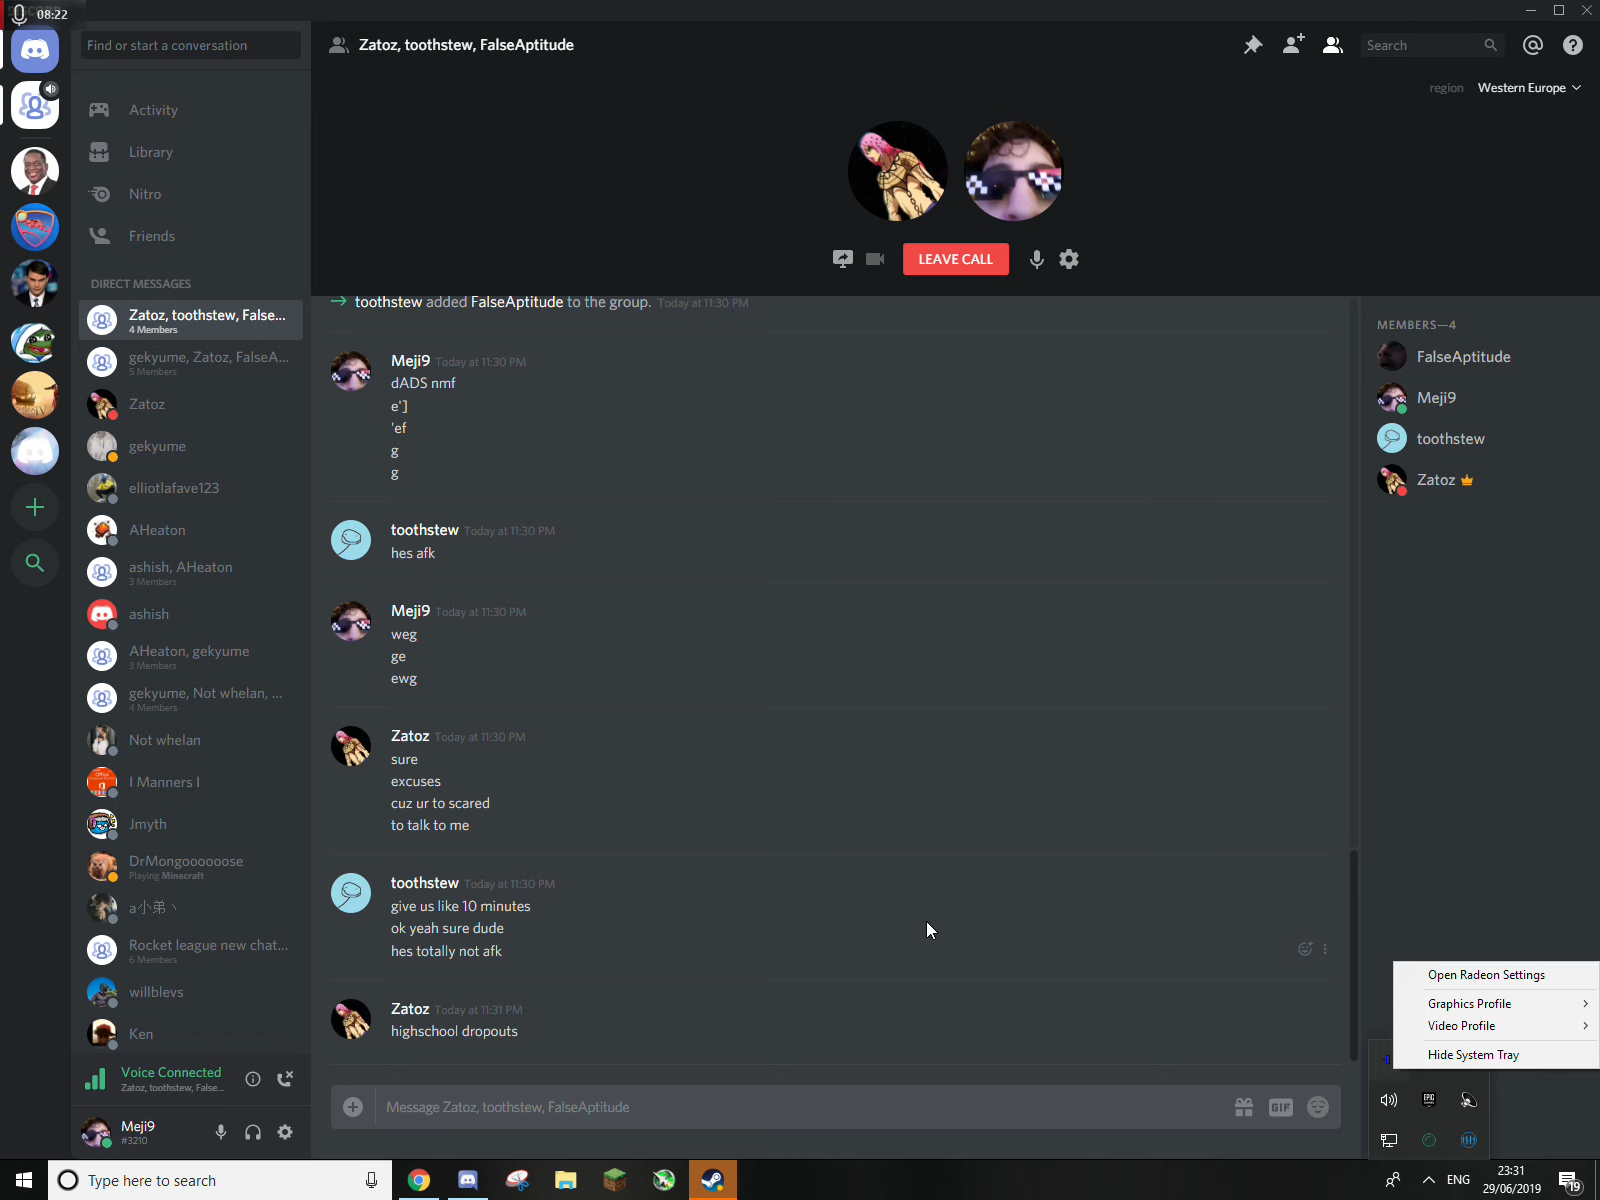 08:22
Find or start a conversation
Zatoz, toothstew, FalseAptitude
Search
region Western Europe
Activity
Library
Nitro
Friends
DIRECT MESSAGES
Zatoz, toothstew, False...
4 Members
gekyume, Zatoz, FalseA...
5 Members
Zatoz
gekyume
elliotlafave123
AHeaton
ashish, AHeaton
3 Members
ashish
AHeaton, gekyume
3 Members
gekyume, Not whelan, ...
4 Members
Not whelan
I Manners I
Jmyth
DrMongoooooose
Playing Minecraft
a小弟丶
Rocket league new chat...
6 Members
willblevs
Ken
Voice Connected
Zatoz, toothstew, False...
Meji9
#3210
LEAVE CALL
toothstew added FalseAptitude to the group. Today at 11:30 PM
Meji9 Today at 11:30 PM
dADS nmf
e']
'ef
g
g
toothstew Today at 11:30 PM
hes afk
Meji9 Today at 11:30 PM
weg
ge
ewg
Zatoz Today at 11:30 PM
sure
excuses
cuz ur to scared
to talk to me
toothstew Today at 11:30 PM
give us like 10 minutes
ok yeah sure dude
hes totally not afk
Zatoz Today at 11:31 PM
highschool dropouts
Message Zatoz, toothstew, FalseAptitude
GIF
MEMBERS—4
FalseAptitude
Meji9
toothstew
Zatoz
Open Radeon Settings
Graphics Profile
Video Profile
Hide System Tray
EPIC
Type here to search
ENG
23:31
29/06/2019
19